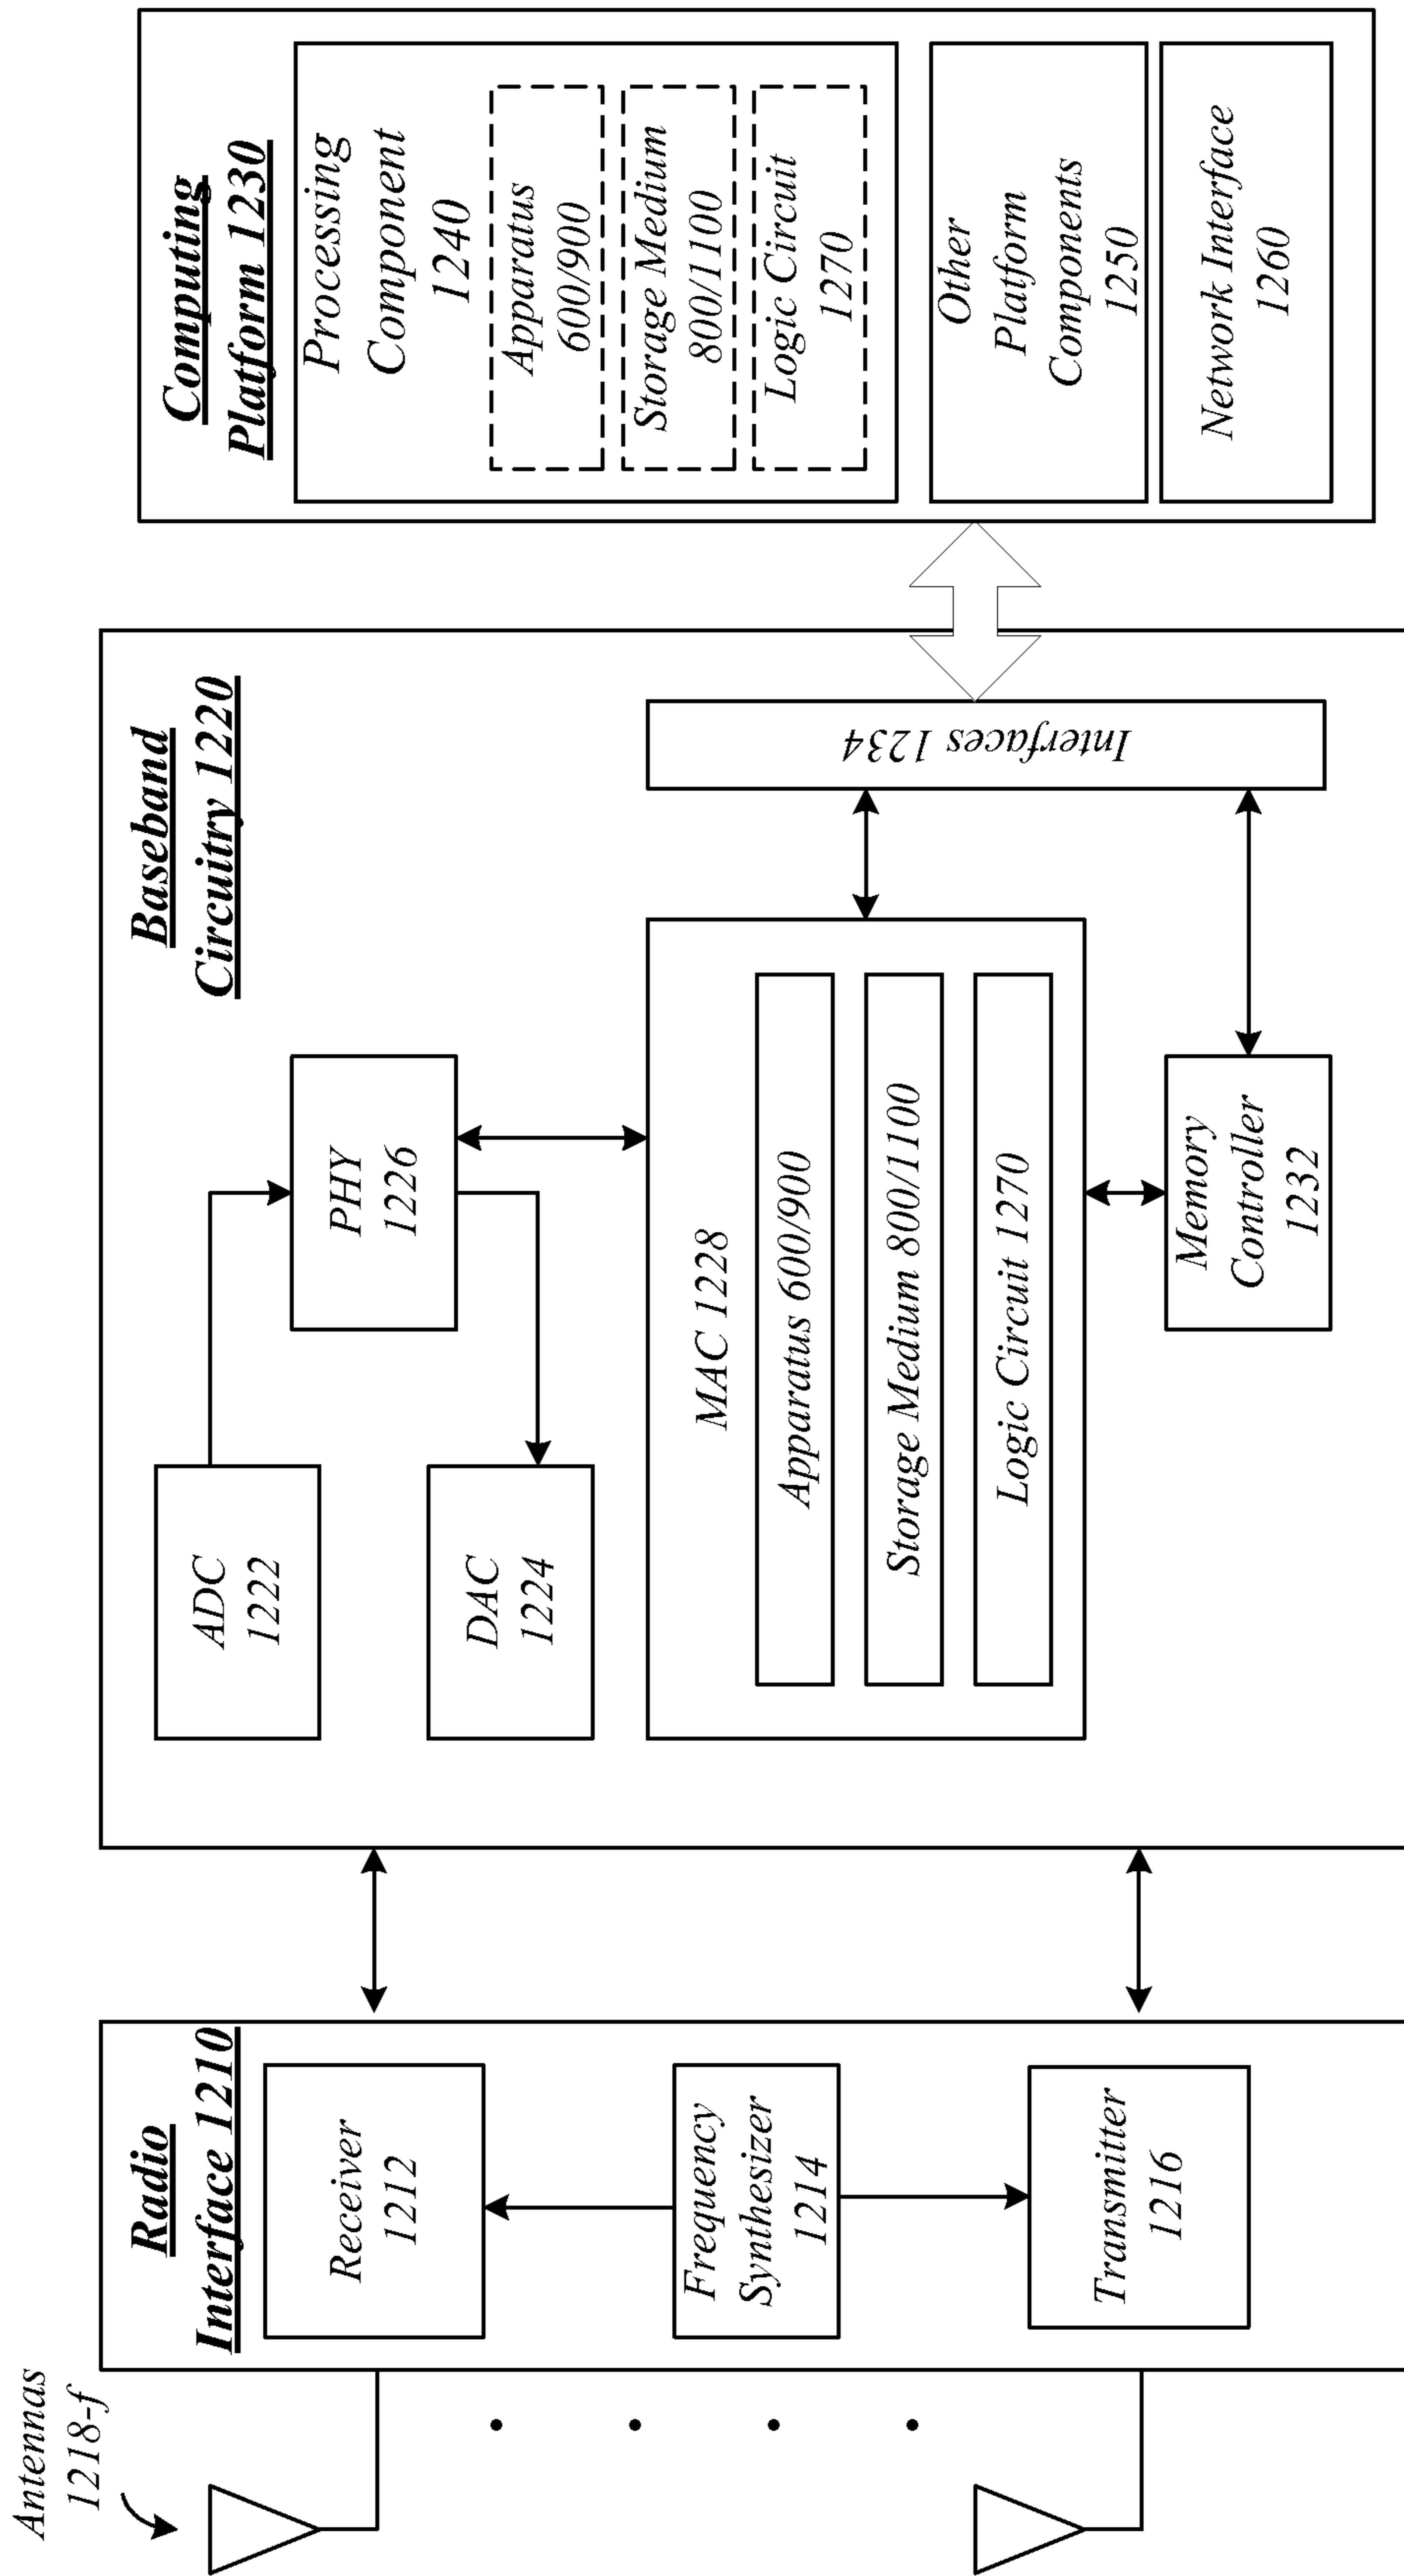 Antennas
1218-f
Radio
Interface 1210
Receiver
1212
Frequency
Synthesizer
1214
Transmitter
1216
Baseband
Circuitry 1220
ADC
1222
DAC
1224
PHY
1226
MAC 1228
Apparatus 600/900
Storage Medium 800/1100
Logic Circuit 1270
Memory
Controller
1232
Interfaces 1234
Computing
Platform 1230
Processing
Component
1240
Apparatus
600/900
Storage Medium
800/1100
Logic Circuit
1270
Other
Platform
Components
1250
Network Interface
1260